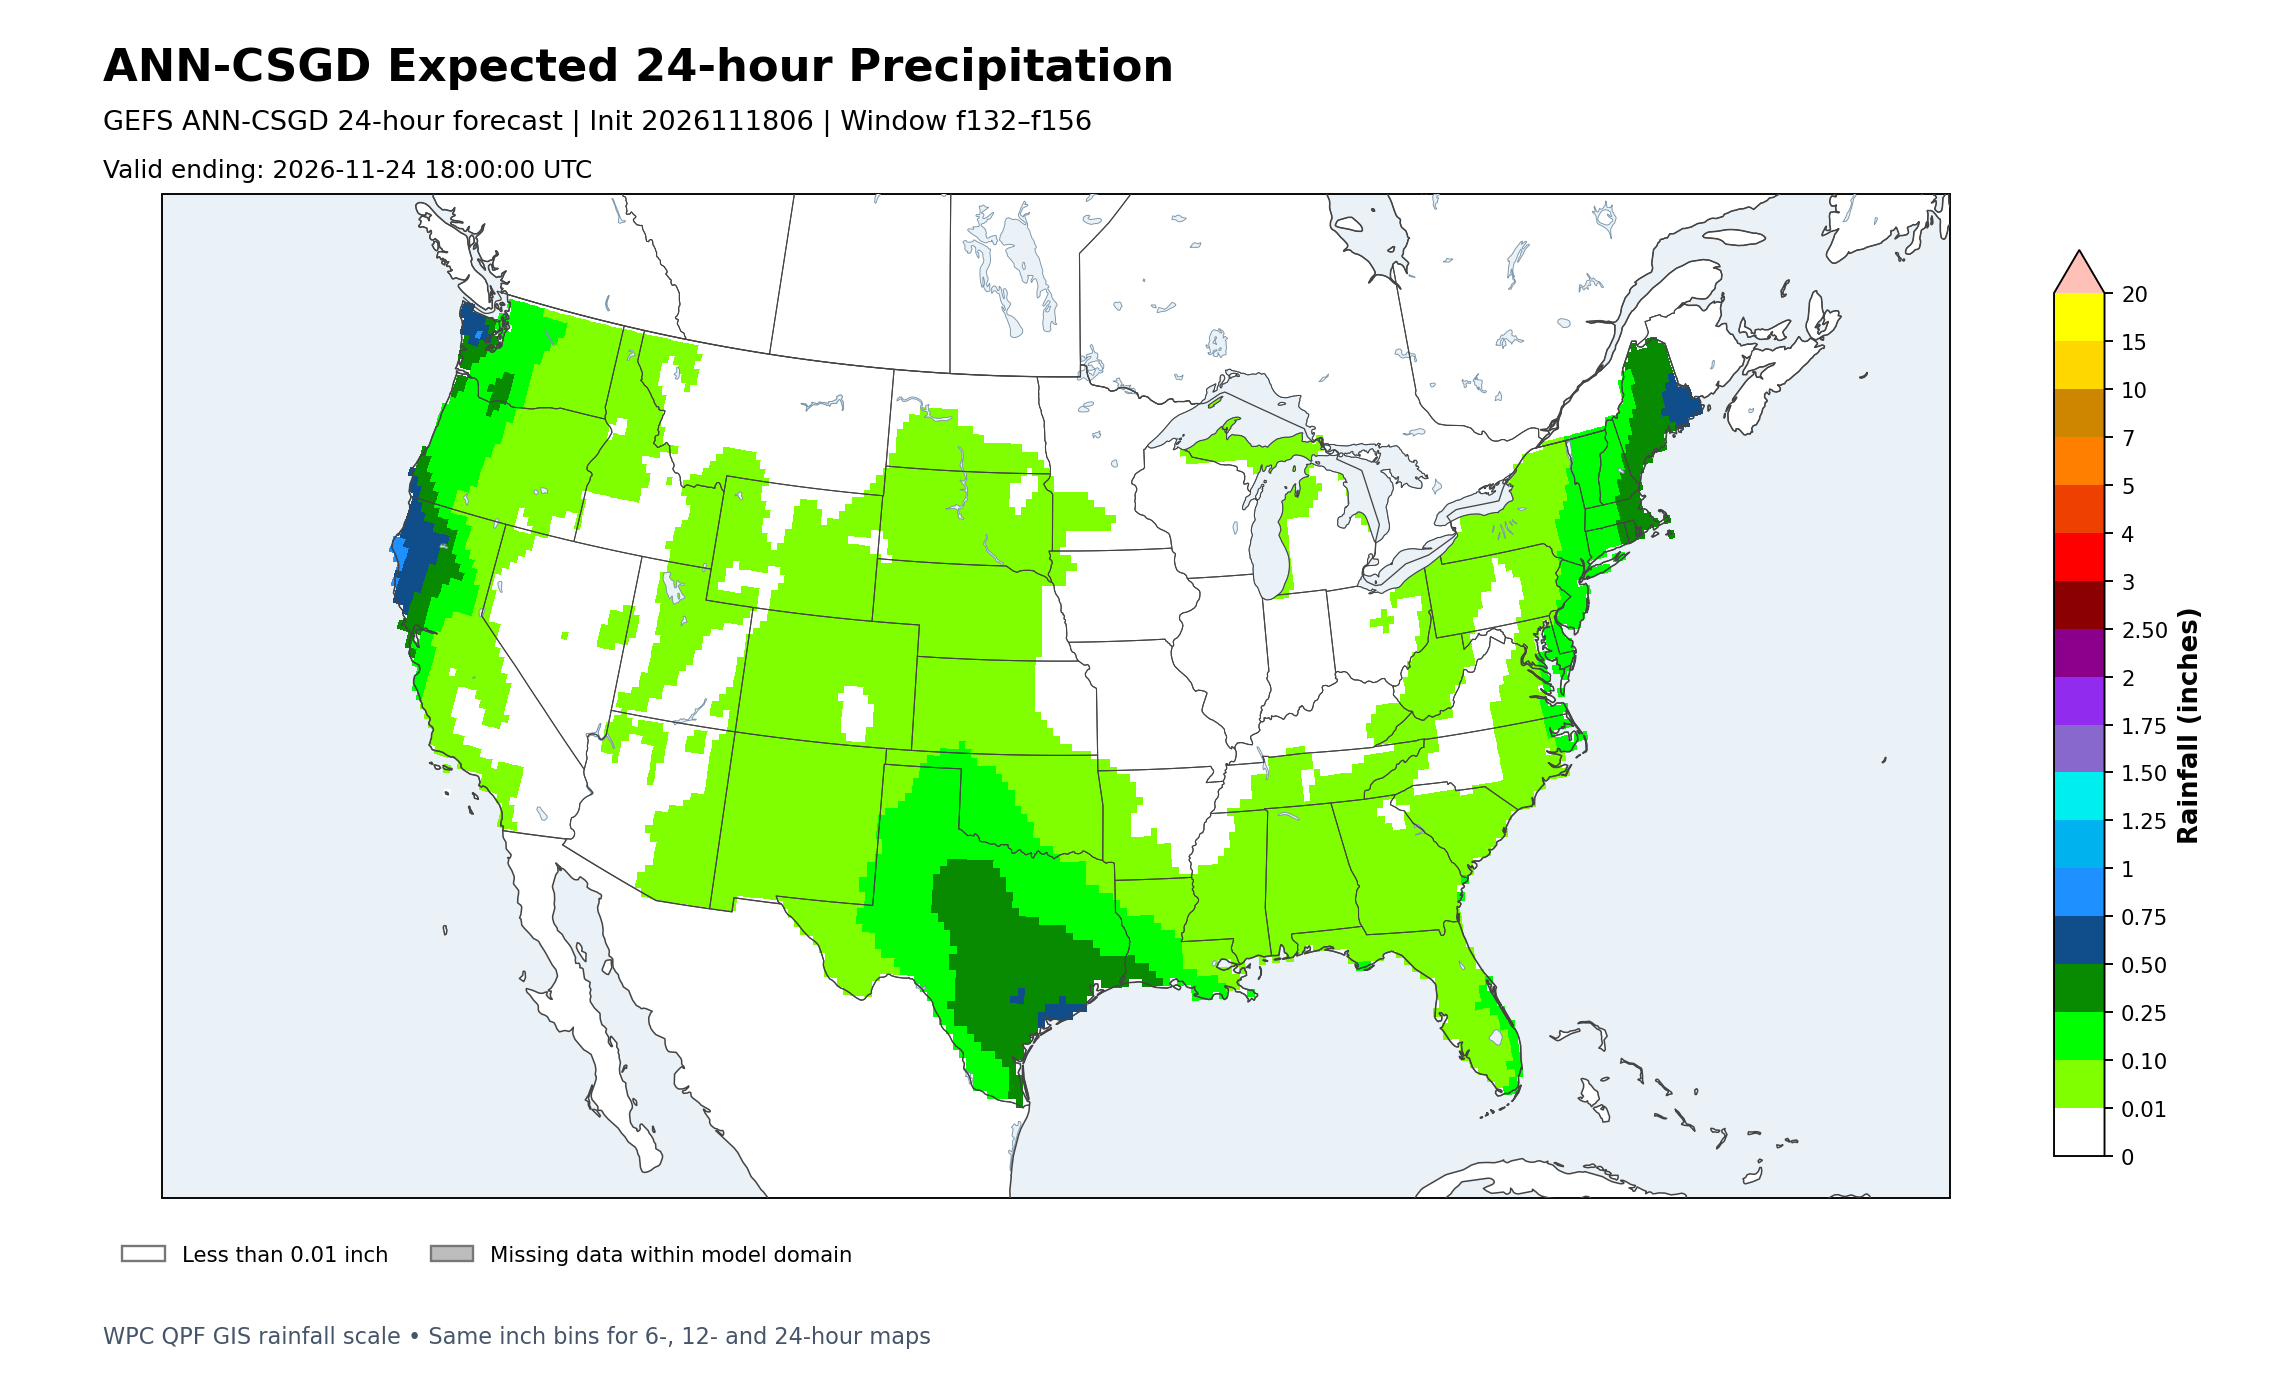 ANN-CSGD Expected 24-hour Precipitation
GEFS ANN-CSGD 24-hour forecast | Init 2026111806 | Window f132–f156
Valid ending: 2026-11-24 18:00:00 UTC
20
15
10
7
5
4
3
2.50
2
1.75
1.50
1.25
1
0.75
0.50
0.25
0.10
0.01
0
Rainfall (inches)
Less than 0.01 inch
Missing data within model domain
WPC QPF GIS rainfall scale • Same inch bins for 6-, 12- and 24-hour maps